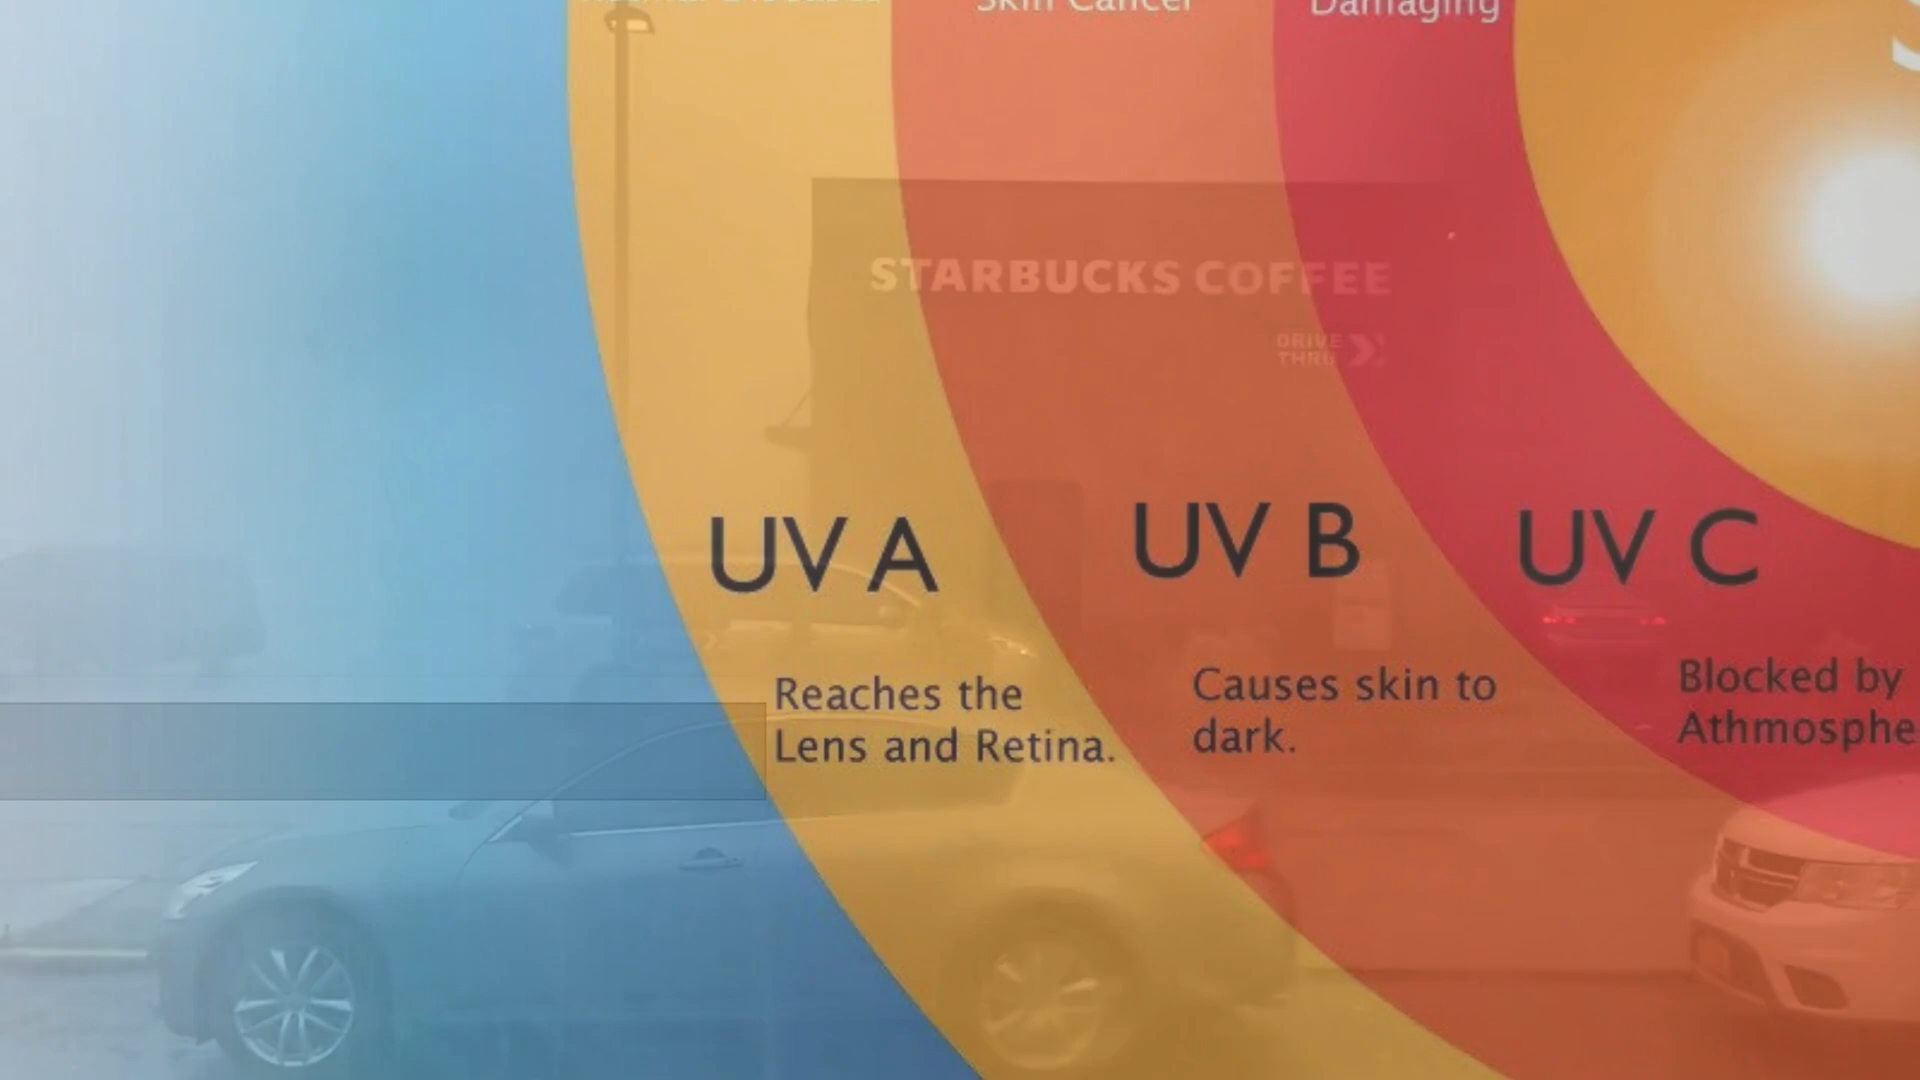 Skin Cancer
Damaging
STARBUCKS COFFEE
DRIVE
THRU
UV A
UV B
UV C
Reaches the
Lens and Retina.
Causes skin to
dark.
Blocked by
Athmosphe